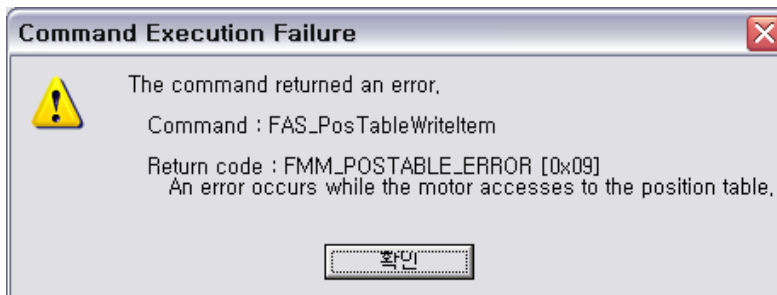 Command Execution Failure
The command returned an error,
Command : FAS_PosTableWriteItem
Return code : FMM_POSTABLE_ERROR [0x09]
An error occurs while the motor accesses to the position table,
확인